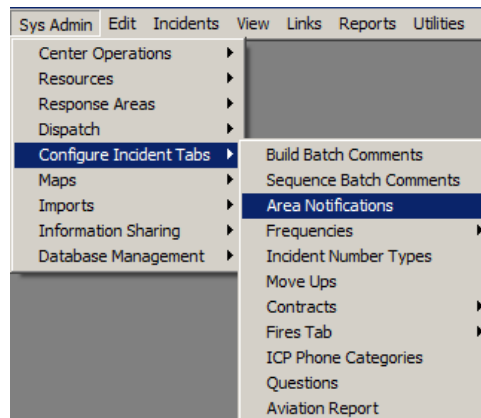 Sys Admin Edit Incidents View Links Reports Utilities
Center Operations
Resources
Response Areas
Dispatch
Configure Incident Tabs
Maps
Imports
Information Sharing
Database Management
Build Batch Comments
Sequence Batch Comments
Area Notifications
Frequencies
Incident Number Types
Move Ups
Contracts
Fires Tab
ICP Phone Categories
Questions
Aviation Report